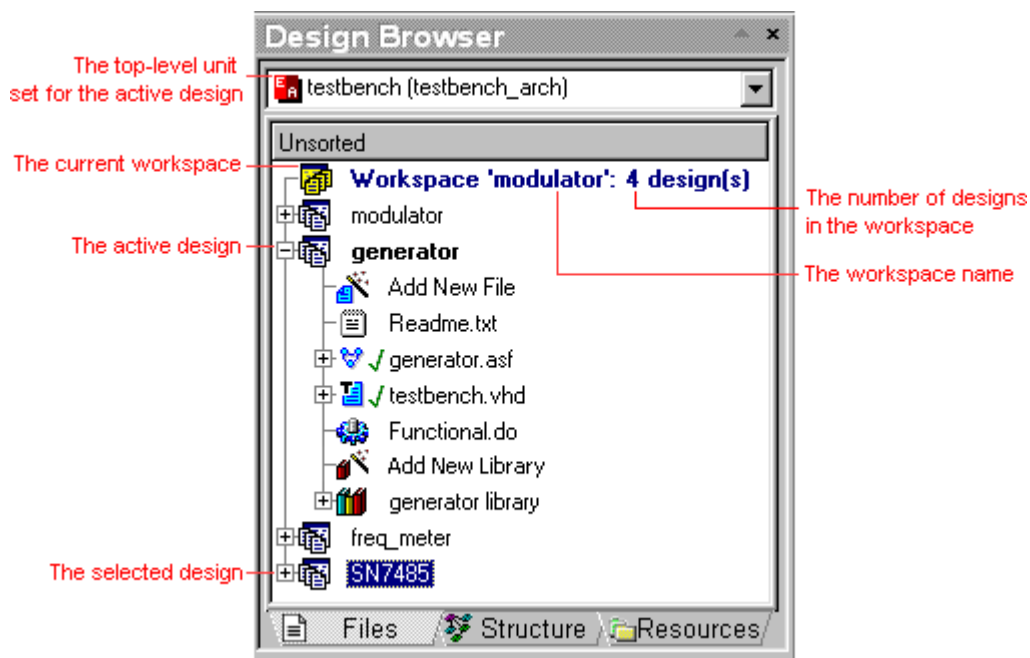 Design Browser
The top-level unit
set for the active design
testbench (testbench_arch)
Unsorted
The current workspace
Workspace 'modulator': 4 design(s)
The number of designs
in the workspace
modulator
The active design
generator
The workspace name
Add New File
Readme.txt
generator.asf
testbench.vhd
Functional.do
Add New Library
generator library
freq_meter
The selected design
SN7485
Files
Structure
Resources